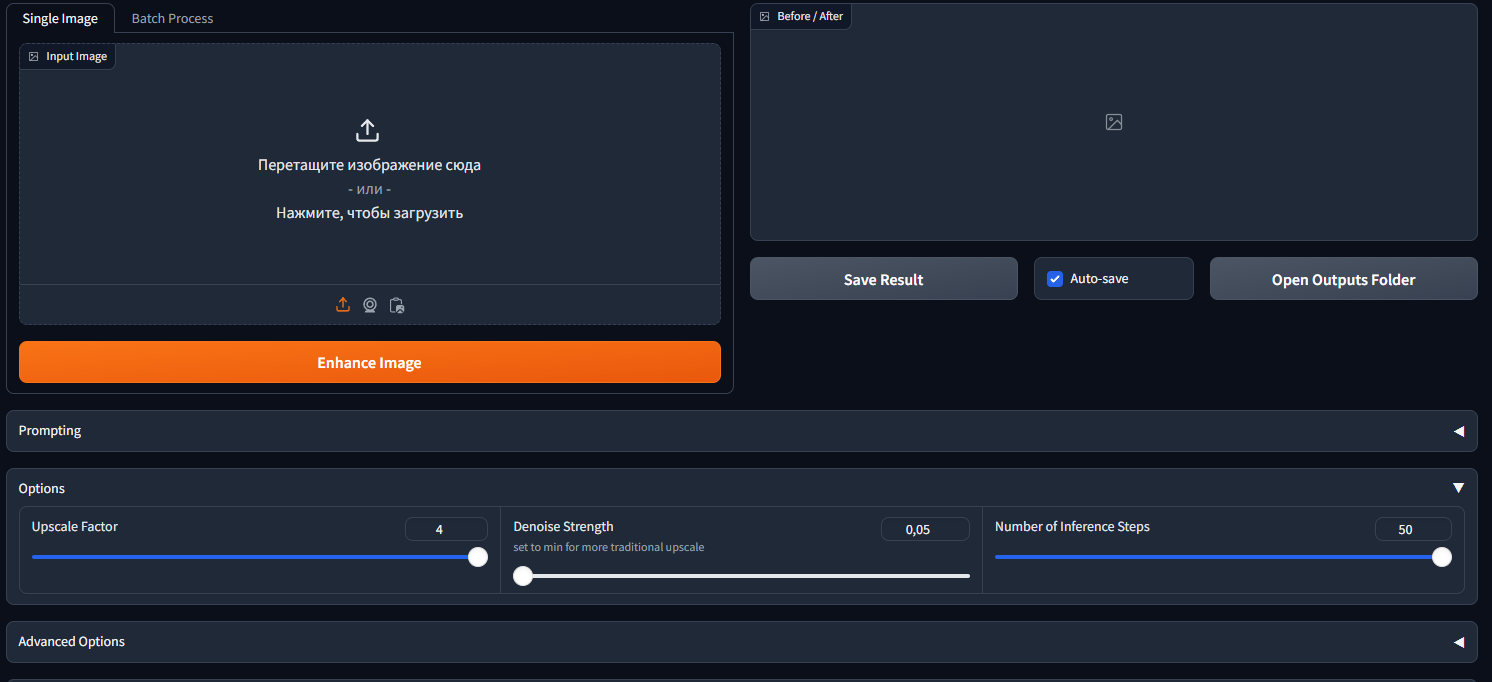 Single Image
Batch Process
Input Image
Перетащите изображение сюда
- или -
Нажмите, чтобы загрузить
Enhance Image
Before / After
Save Result
Auto-save
Open Outputs Folder
Prompting
Options
Upscale Factor
4
Denoise Strength
0,05
set to min for more traditional upscale
Number of Inference Steps
50
Advanced Options